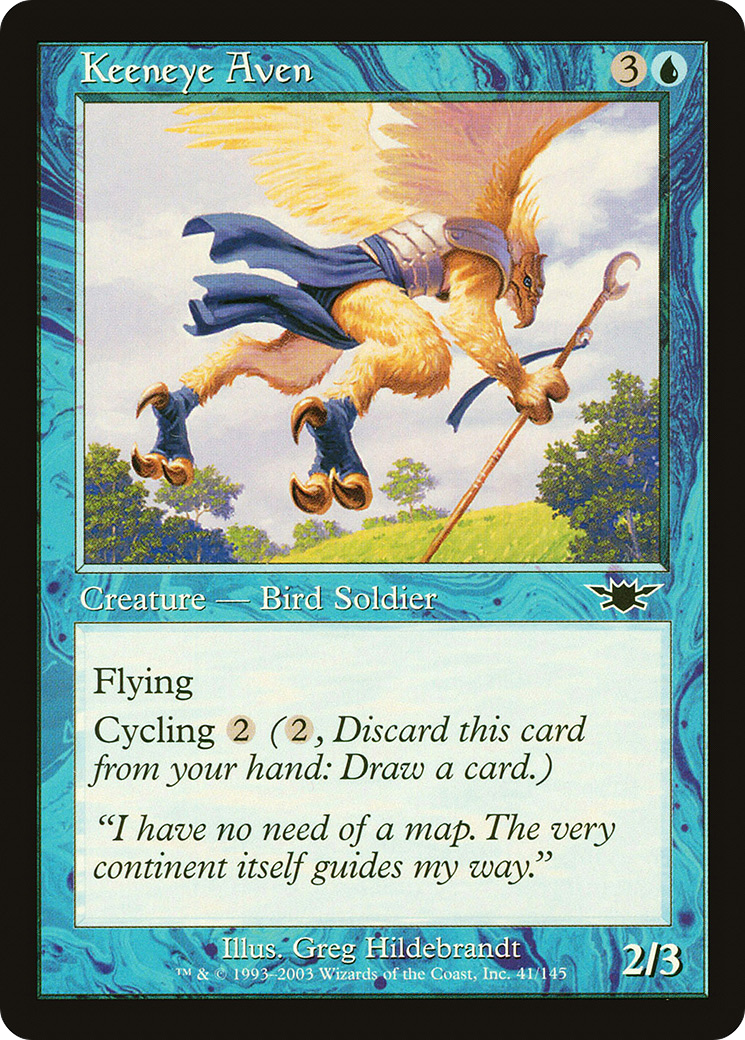 Keeneye Aven 3
Creature — Bird Soldier
Flying
Cycling 2 (2, Discard this card
from your hand: Draw a card.)
“I have no need of a map. The very
continent itself guides my way.”
Illus. Greg Hildebrandt
™ & © 1993–2003 Wizards of the Coast, Inc. 41/145
2/3